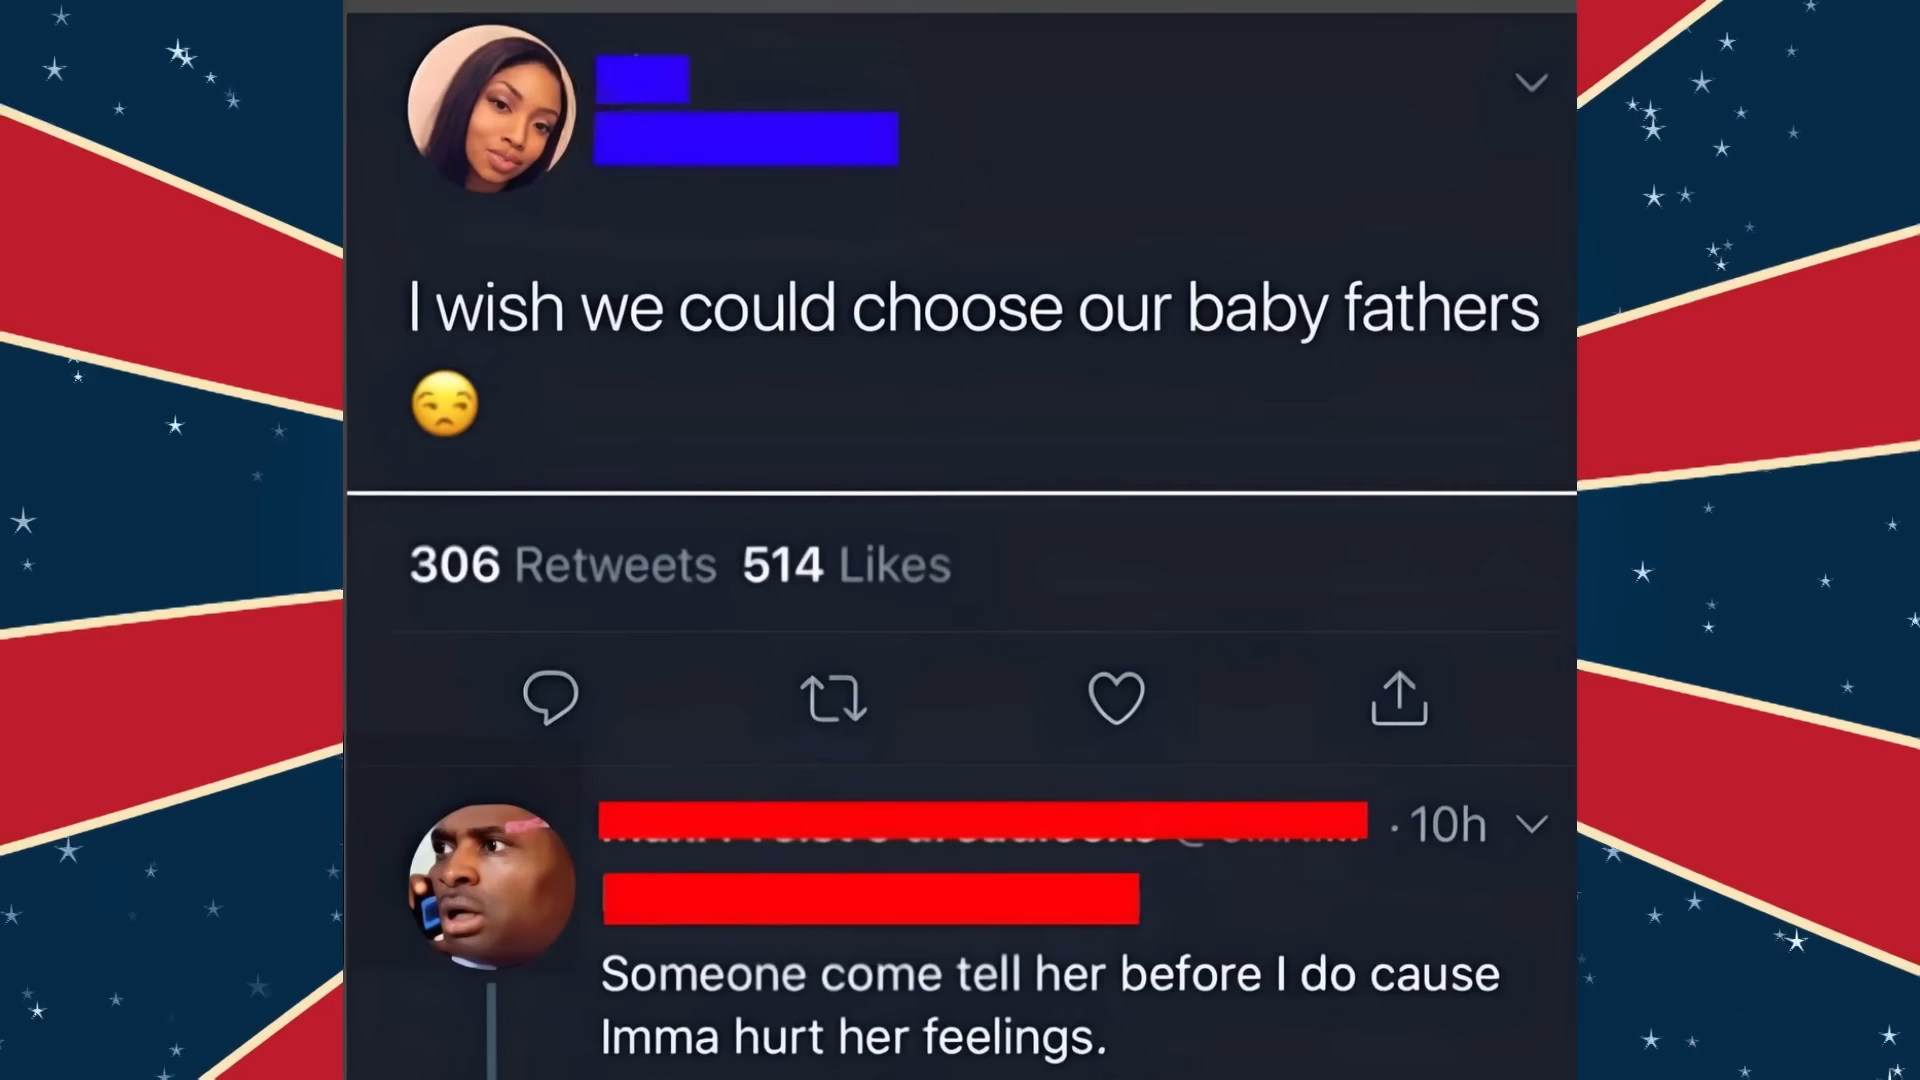 I wish we could choose our baby fathers
😒
306 Retweets 514 Likes
· 10h
Someone come tell her before I do cause
Imma hurt her feelings.